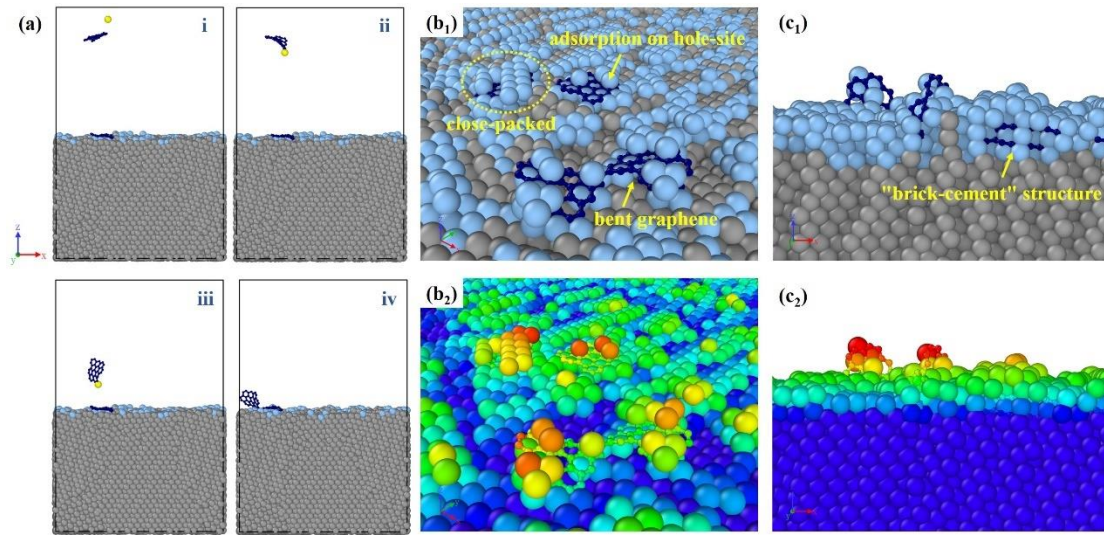 (a)
i
ii
z
y
x
iii
iv
(b₁)
adsorption on hole-site
close-packed
bent graphene
(b₂)
(c₁)
"brick-cement" structure
(c₂)